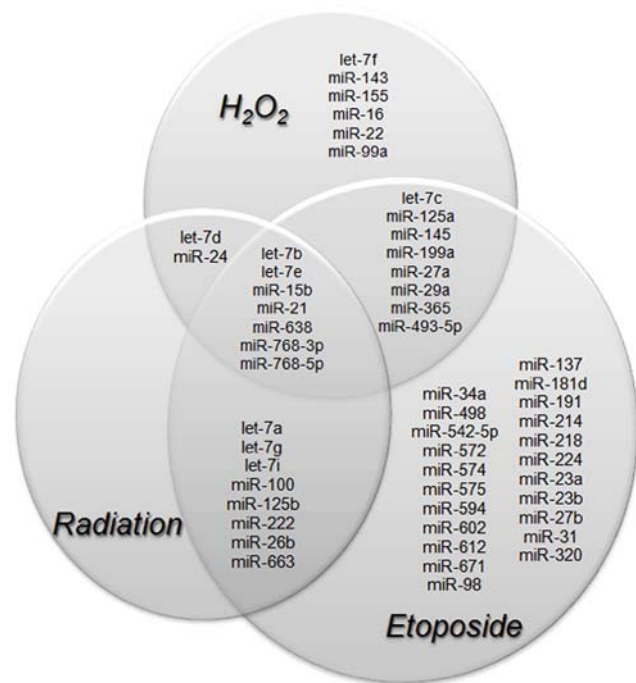 H₂O₂
let-7f
miR-143
miR-155
miR-16
miR-22
miR-99a
let-7d
miR-24
let-7b
let-7e
miR-15b
miR-21
miR-638
miR-768-3p
miR-768-5p
let-7c
miR-125a
miR-145
miR-199a
miR-27a
miR-29a
miR-365
miR-493-5p
let-7a
let-7g
let-7i
miR-100
miR-125b
miR-222
miR-26b
miR-663
Radiation
miR-34a
miR-498
miR-542-5p
miR-572
miR-574
miR-575
miR-594
miR-602
miR-612
miR-671
miR-98
miR-137
miR-181d
miR-191
miR-214
miR-218
miR-224
miR-23a
miR-23b
miR-27b
miR-31
miR-320
Etoposide